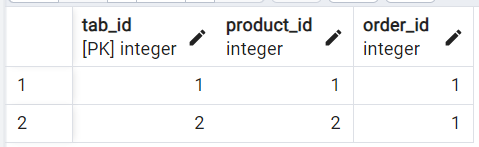 tab_id product_id order_id
[PK] integer integer integer
1 1 1 1
2 2 2 1